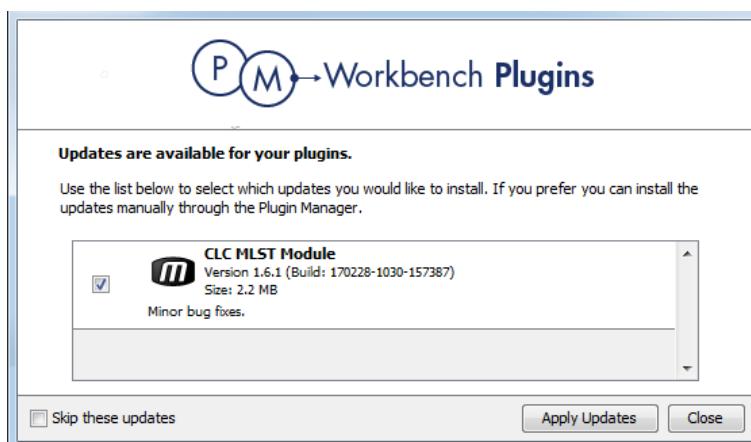 P M Workbench Plugins
Updates are available for your plugins.
Use the list below to select which updates you would like to install. If you prefer you can install the
updates manually through the Plugin Manager.
CLC MLST Module
Version 1.6.1 (Build: 170228-1030-157387)
Size: 2.2 MB
Minor bug fixes.
Skip these updates
Apply Updates
Close